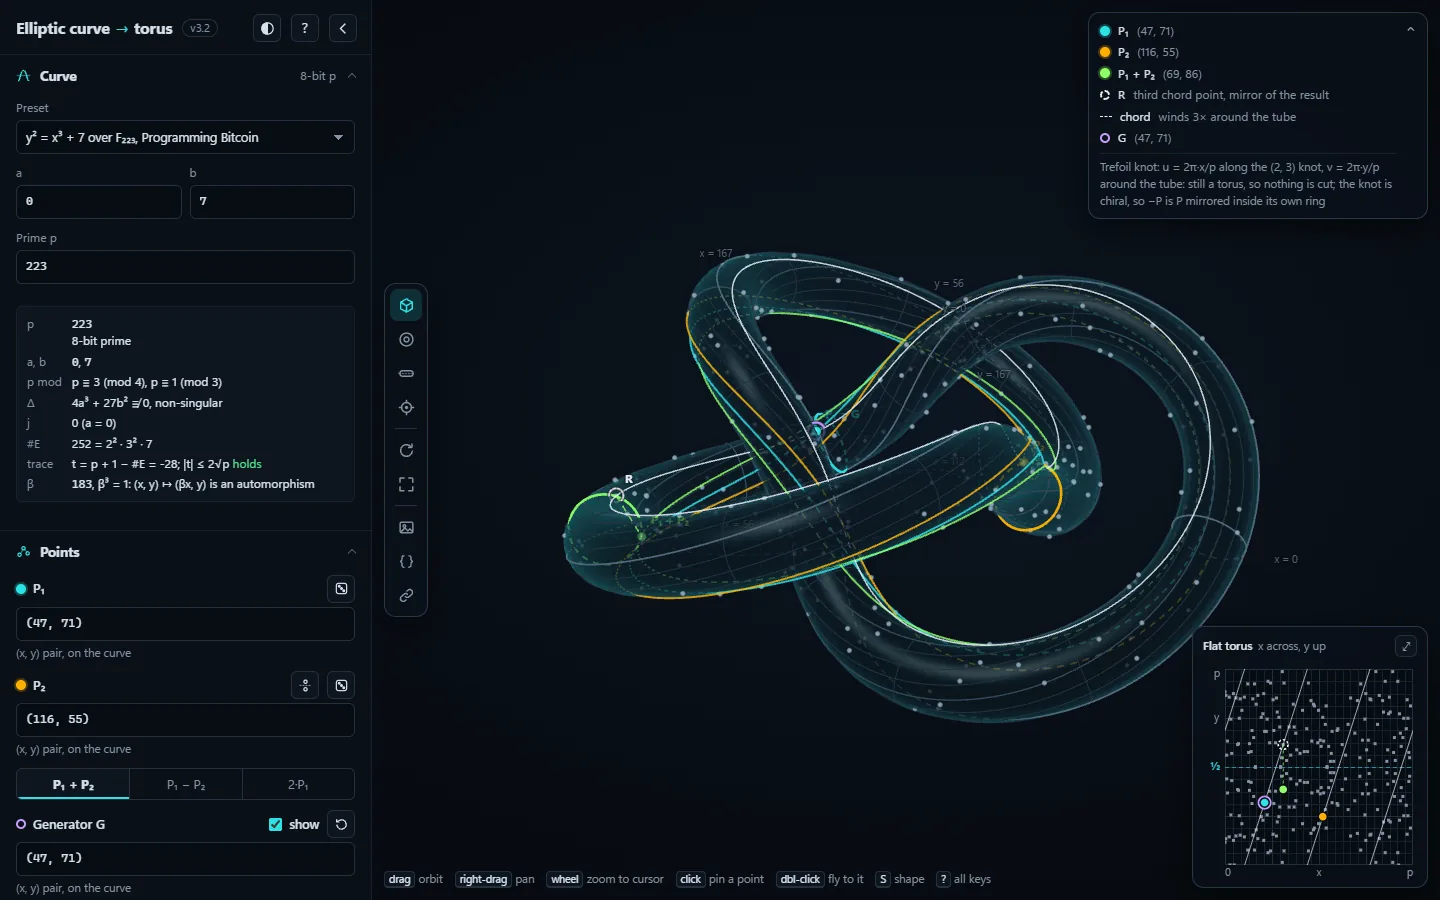 Elliptic curve → torus v3.2
?
Curve 8-bit p
Preset
y² = x³ + 7 over F₂₂₃, Programming Bitcoin
a b
0 7
Prime p
223
p 223
8-bit prime
a, b 0, 7
p mod p ≡ 3 (mod 4), p ≡ 1 (mod 3)
Δ 4a³ + 27b² ≢ 0, non-singular
j 0 (a = 0)
#E 252 = 2² · 3² · 7
trace t = p + 1 − #E = -28; |t| ≤ 2√p holds
β 183, β³ = 1: (x, y) ↦ (βx, y) is an automorphism
Points
P₁
(47, 71)
(x, y) pair, on the curve
P₂
(116, 55)
(x, y) pair, on the curve
P₁ + P₂ P₁ − P₂ 2·P₁
Generator G show
(47, 71)
(x, y) pair, on the curve
P₁ (47, 71)
P₂ (116, 55)
P₁ + P₂ (69, 86)
R third chord point, mirror of the result
chord winds 3× around the tube
G (47, 71)
Trefoil knot: u = 2π·x/p along the (2, 3) knot, v = 2π·y/p
around the tube: still a torus, so nothing is cut; the knot is
chiral, so −P is P mirrored inside its own ring
x = 167
y = 56
y = 167
G
R
P₁ + P₂
x = 0
Flat torus x across, y up
p
y
½
0 x p
drag orbit right-drag pan wheel zoom to cursor click pin a point dbl-click fly to it S shape ? all keys